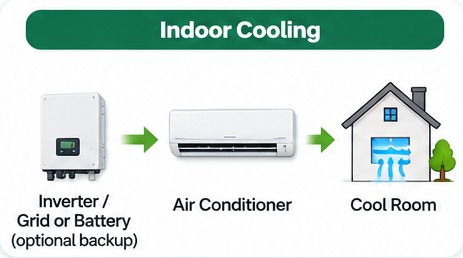 Indoor Cooling
Inverter /
Grid or Battery
(optional backup)
Air Conditioner
Cool Room